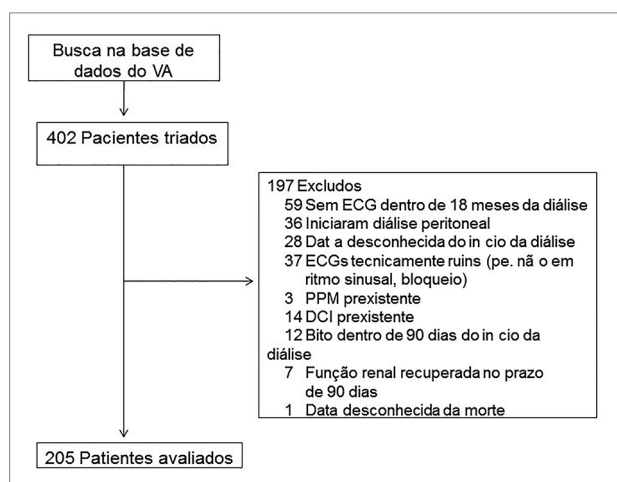 Busca na base de
dados do VA
402 Pacientes triados
197 Excludos
59 Sem ECG dentro de 18 meses da diálise
36 Iniciaram diálise peritoneal
28 Dat a desconhecida do in cio da diálise
37 ECGs tecnicamente ruins (pe. nã o em
ritmo sinusal, bloqueio)
3 PPM prexistente
14 DCI prexistente
12 Bito dentro de 90 dias do in cio da
diálise
7 Função renal recuperada no prazo
de 90 dias
1 Data desconhecida da morte
205 Patientes avaliados